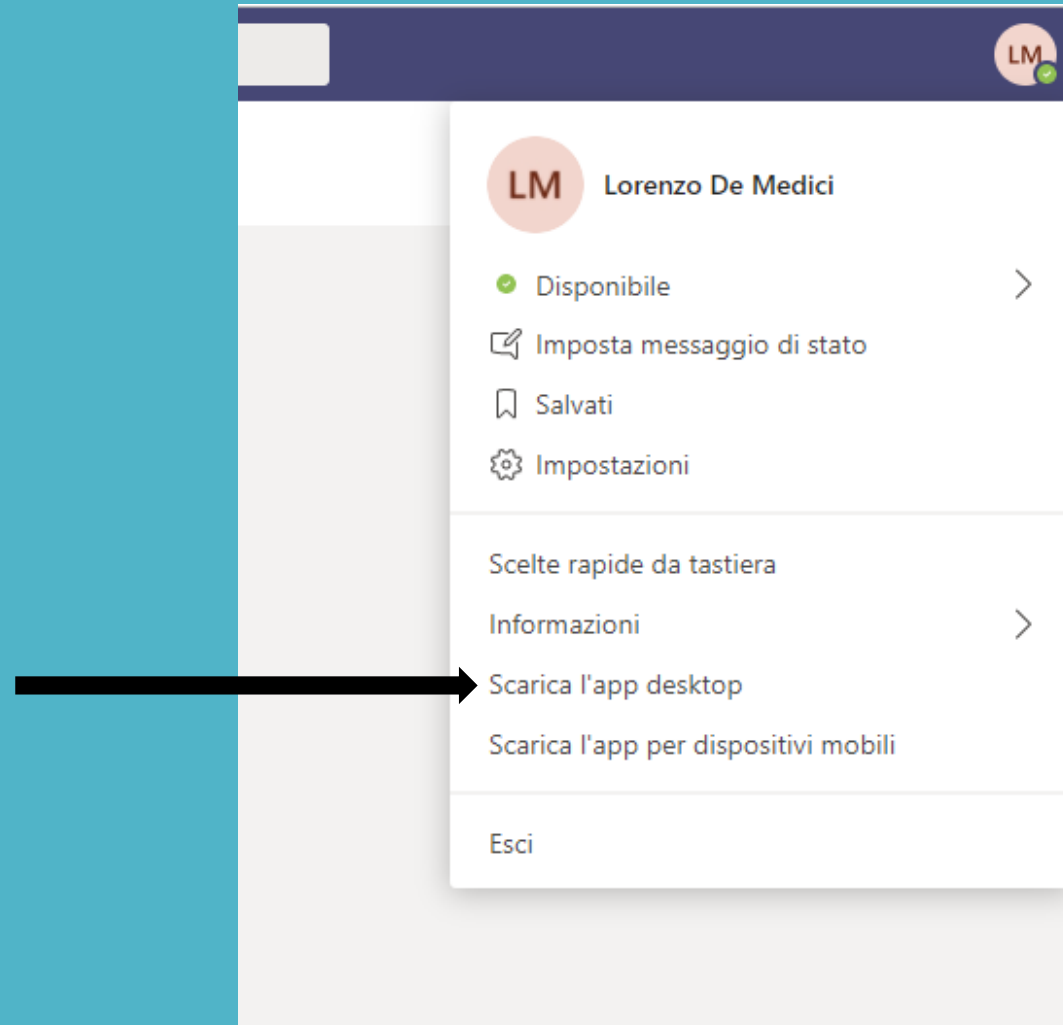 LM
LM
Lorenzo De Medici
Disponibile
Imposta messaggio di stato
Salvati
Impostazioni
Scelte rapide da tastiera
Informazioni
Scarica l'app desktop
Scarica l'app per dispositivi mobili
Esci